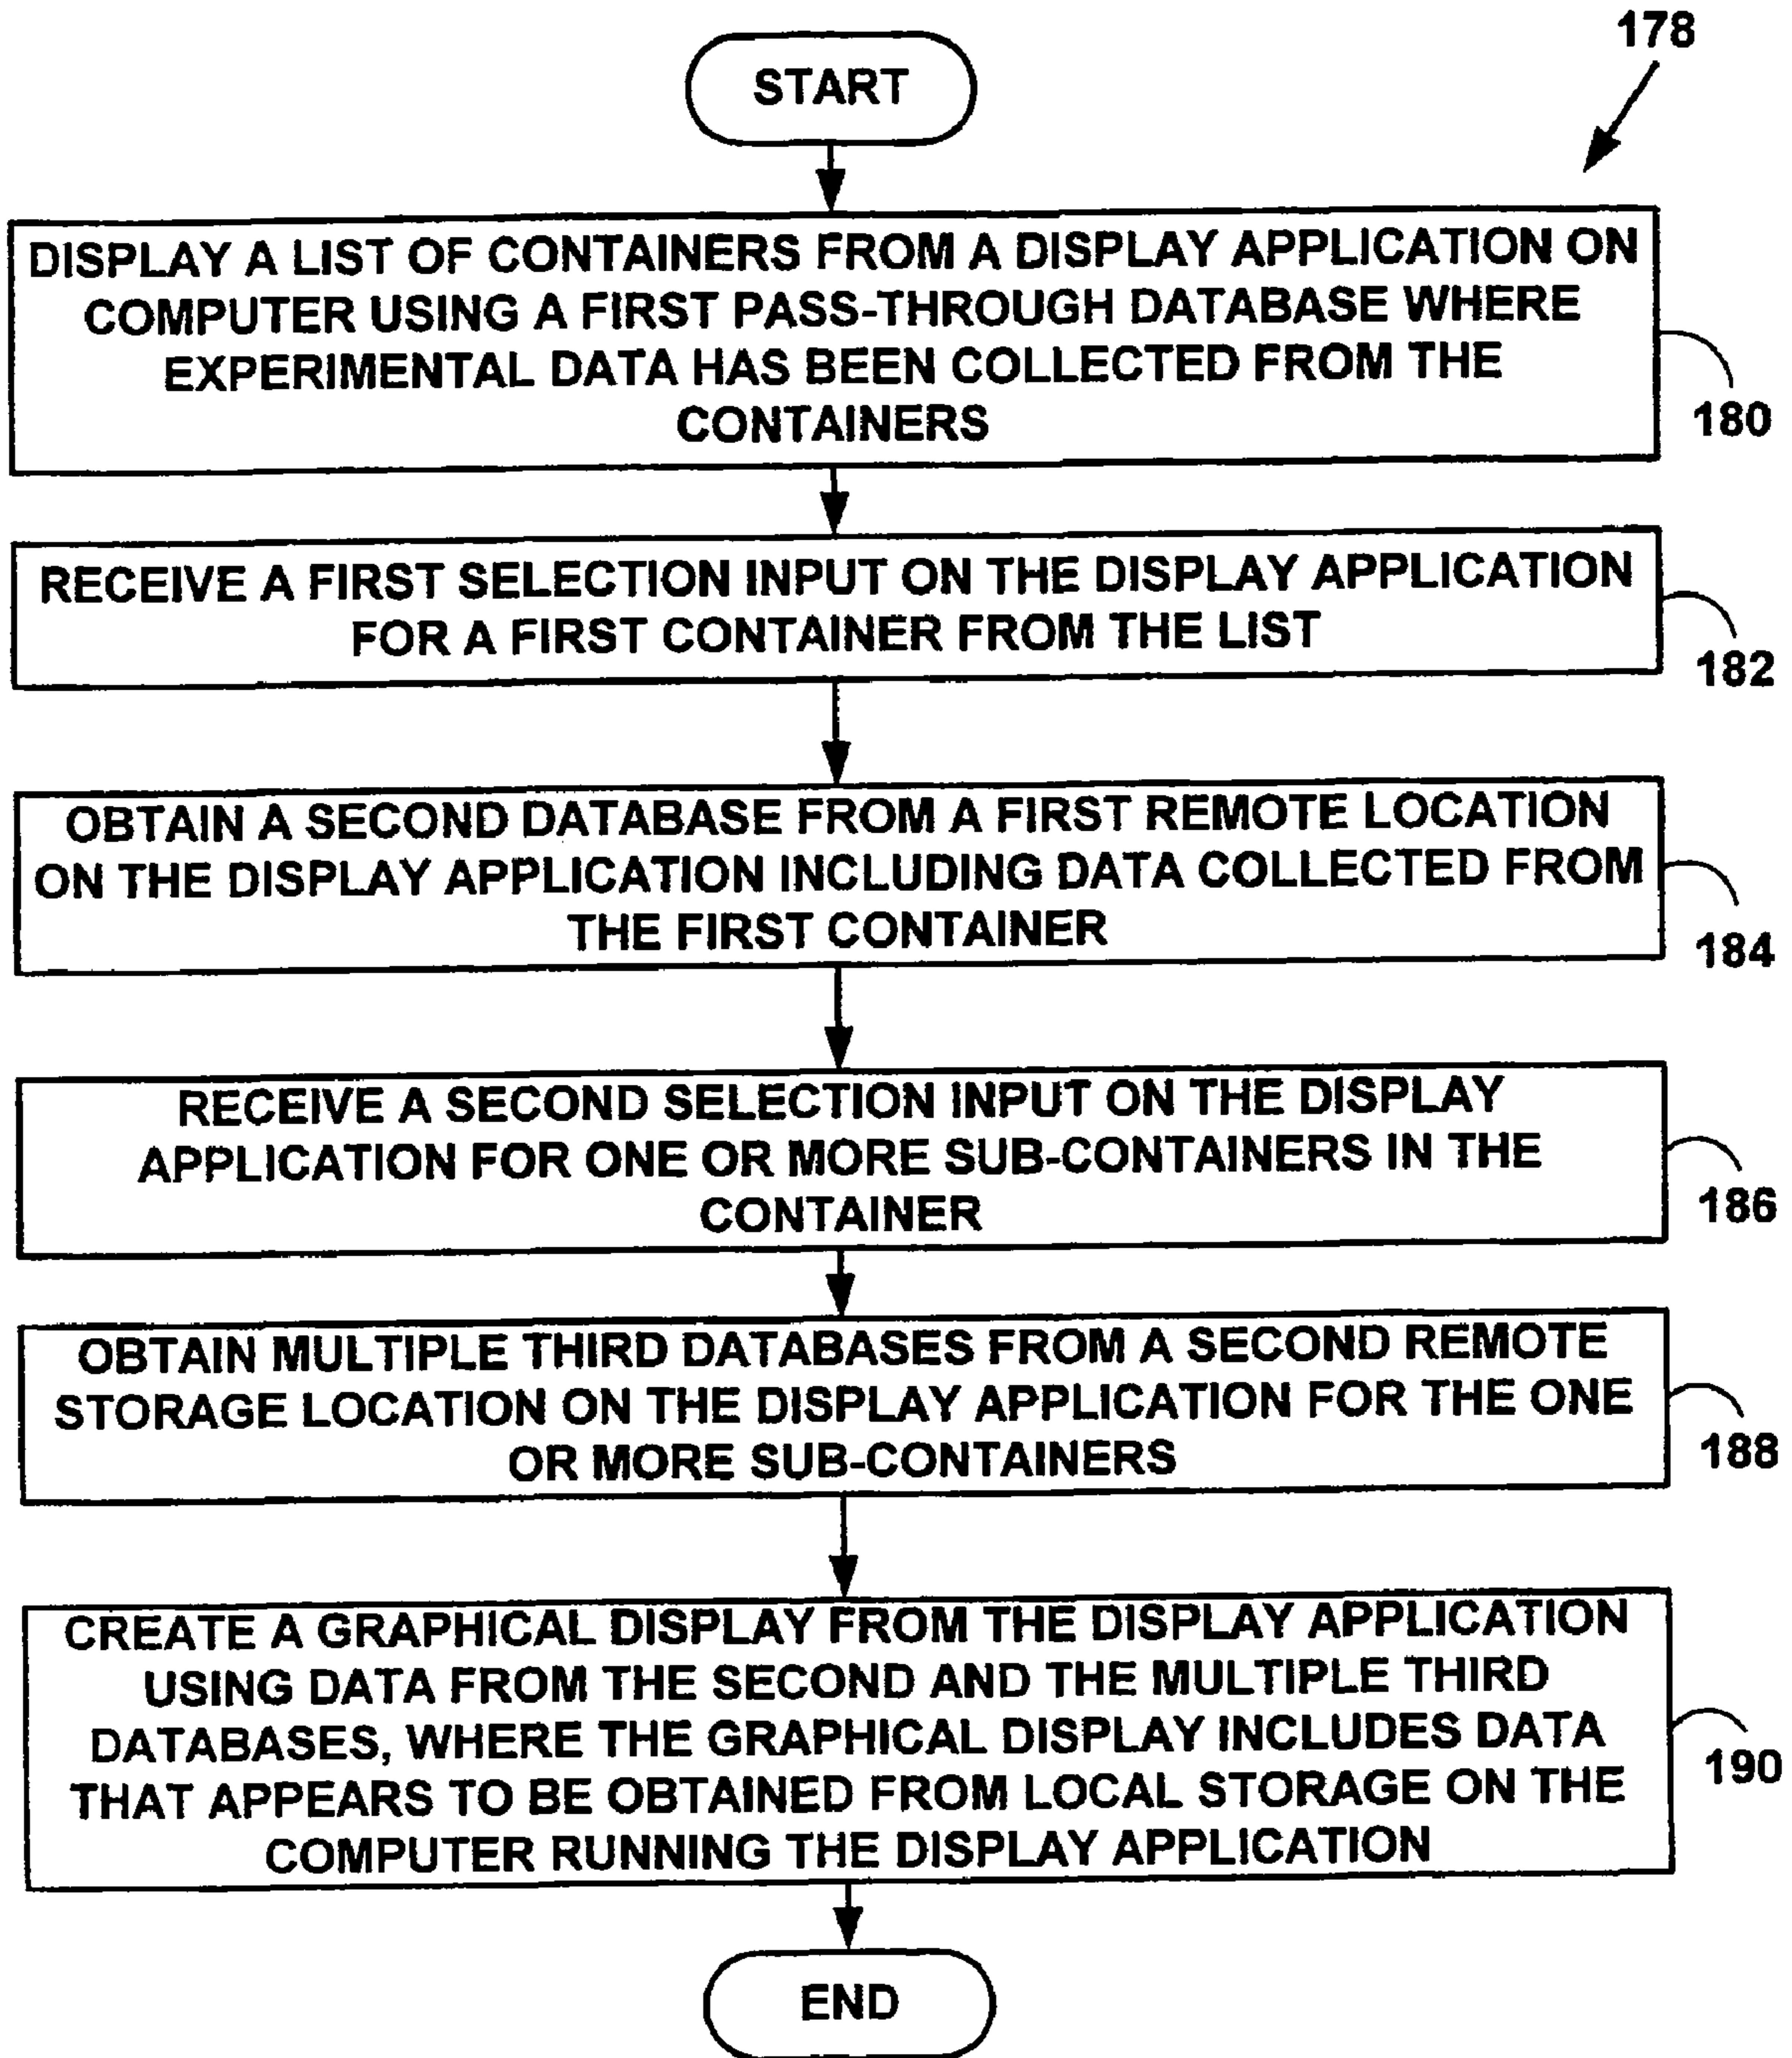 178
START
DISPLAY A LIST OF CONTAINERS FROM A DISPLAY APPLICATION ON
COMPUTER USING A FIRST PASS-THROUGH DATABASE WHERE
EXPERIMENTAL DATA HAS BEEN COLLECTED FROM THE
CONTAINERS
180
RECEIVE A FIRST SELECTION INPUT ON THE DISPLAY APPLICATION
FOR A FIRST CONTAINER FROM THE LIST
182
OBTAIN A SECOND DATABASE FROM A FIRST REMOTE LOCATION
ON THE DISPLAY APPLICATION INCLUDING DATA COLLECTED FROM
THE FIRST CONTAINER
184
RECEIVE A SECOND SELECTION INPUT ON THE DISPLAY
APPLICATION FOR ONE OR MORE SUB-CONTAINERS IN THE
CONTAINER
186
OBTAIN MULTIPLE THIRD DATABASES FROM A SECOND REMOTE
STORAGE LOCATION ON THE DISPLAY APPLICATION FOR THE ONE
OR MORE SUB-CONTAINERS
188
CREATE A GRAPHICAL DISPLAY FROM THE DISPLAY APPLICATION
USING DATA FROM THE SECOND AND THE MULTIPLE THIRD
DATABASES, WHERE THE GRAPHICAL DISPLAY INCLUDES DATA
THAT APPEARS TO BE OBTAINED FROM LOCAL STORAGE ON THE
COMPUTER RUNNING THE DISPLAY APPLICATION
190
END